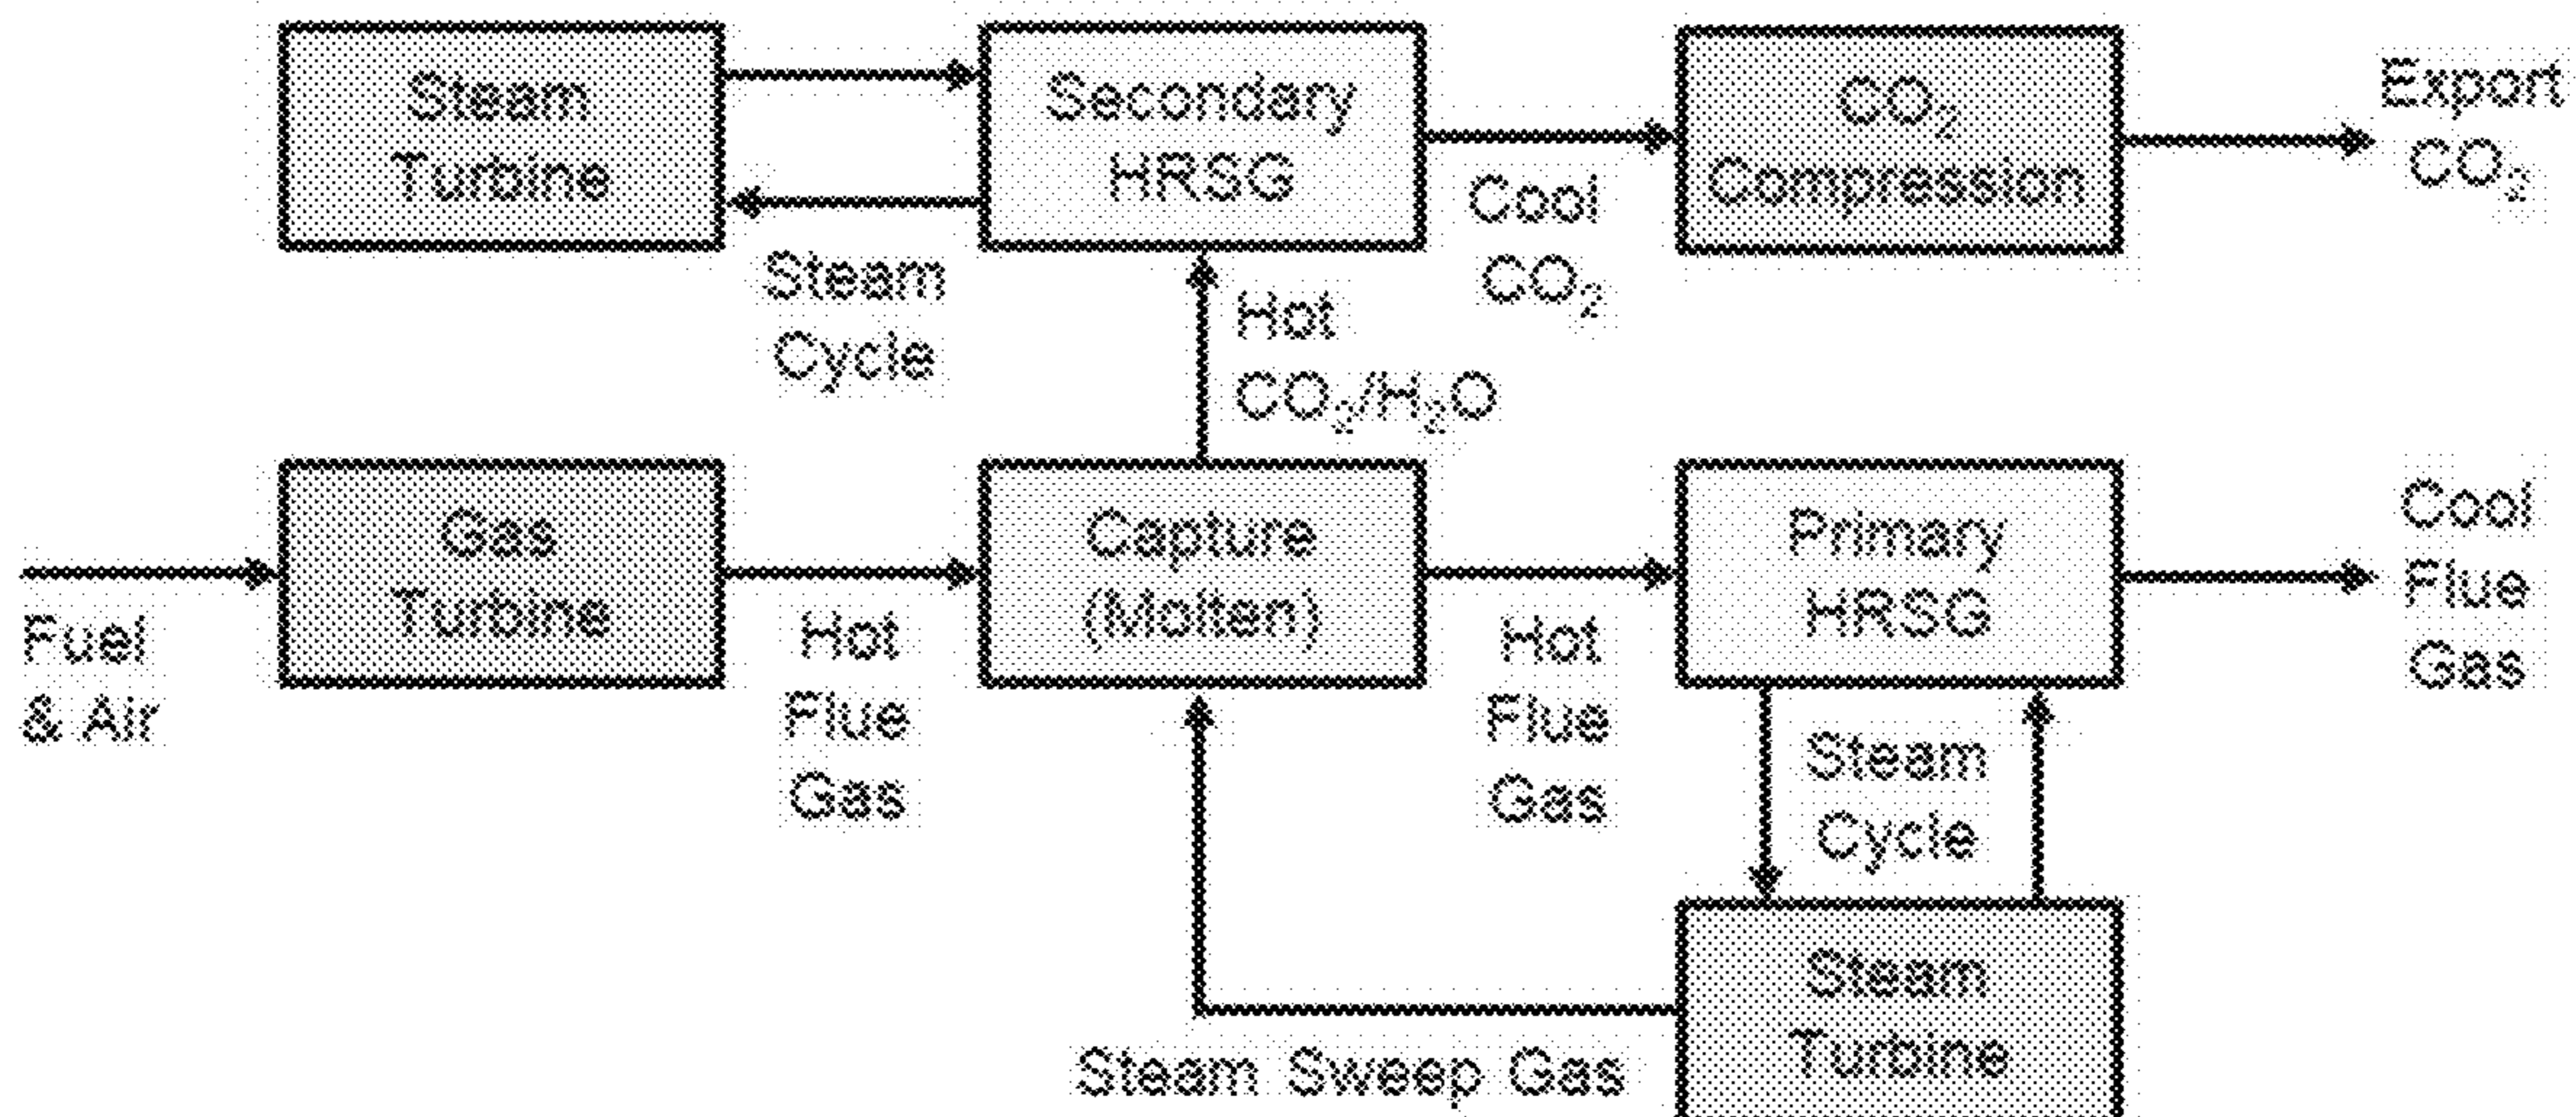 Steam
Turbine
Secondary
HRSG
CO₂
Compression
Export
CO₂
Cool
CO₂
Steam
Cycle
Hot
CO₂/H₂O
Gas
Turbine
Capture
(Molten)
Primary
HRSG
Cool
Flue
Gas
Fuel
& Air
Hot
Flue
Gas
Hot
Flue
Gas
Steam
Cycle
Steam
Turbine
Steam Sweep Gas